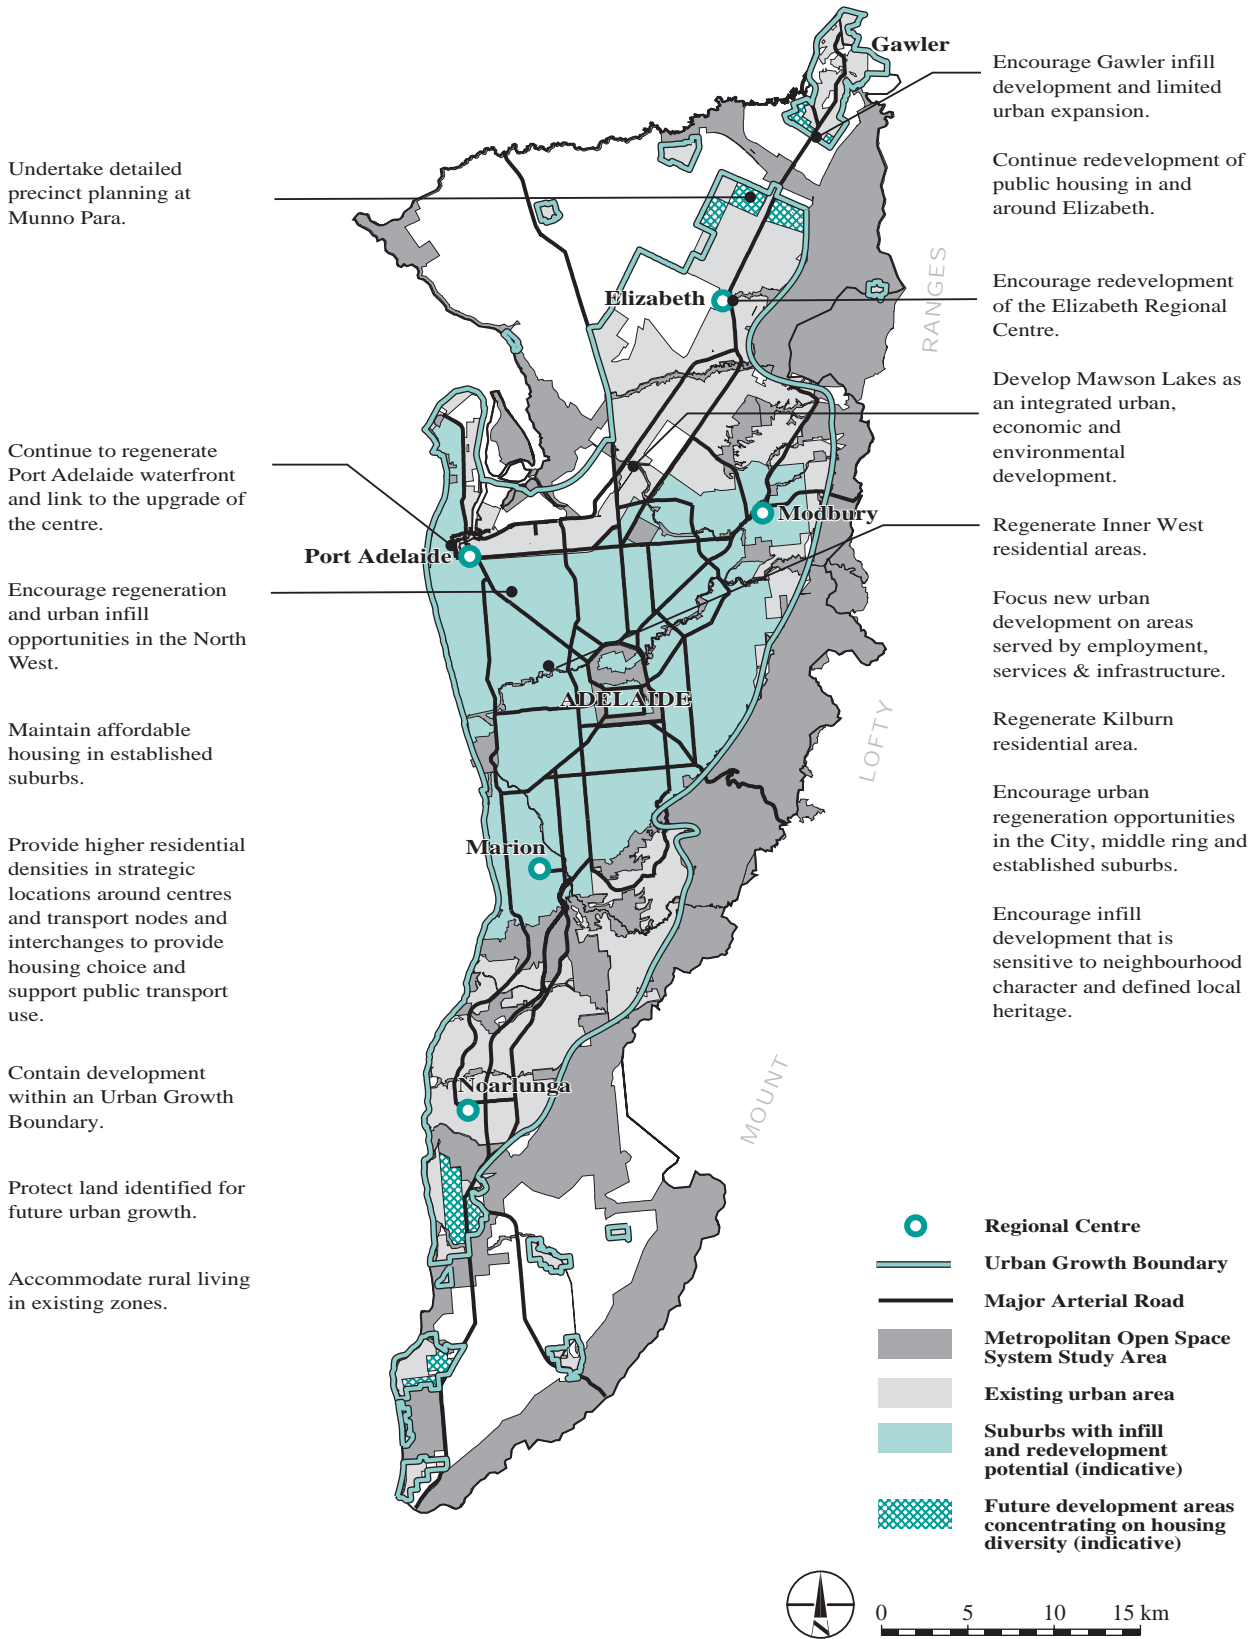 Gawler
Undertake detailed
precinct planning at
Munno Para.
Continue to regenerate
Port Adelaide waterfront
and link to the upgrade of
the centre.
Encourage regeneration
and urban infill
opportunities in the North
West.
Maintain affordable
housing in established
suburbs.
Provide higher residential
densities in strategic
locations around centres
and transport nodes and
interchanges to provide
housing choice and
support public transport
use.
Contain development
within an Urban Growth
Boundary.
Protect land identified for
future urban growth.
Accommodate rural living
in existing zones.
Elizabeth
Modbury
Port Adelaide
ADELAIDE
Marion
Noarlunga
RANGES
LOFTY
MOUNT
Encourage Gawler infill
development and limited
urban expansion.
Continue redevelopment of
public housing in and
around Elizabeth.
Encourage redevelopment
of the Elizabeth Regional
Centre.
Develop Mawson Lakes as
an integrated urban,
economic and
environmental
development.
Regenerate Inner West
residential areas.
Focus new urban
development on areas
served by employment,
services & infrastructure.
Regenerate Kilburn
residential area.
Encourage urban
regeneration opportunities
in the City, middle ring and
established suburbs.
Encourage infill
development that is
sensitive to neighbourhood
character and defined local
heritage.
Regional Centre
Urban Growth Boundary
Major Arterial Road
Metropolitan Open Space
System Study Area
Existing urban area
Suburbs with infill
and redevelopment
potential (indicative)
Future development areas
concentrating on housing
diversity (indicative)
N
0 5 10 15 km